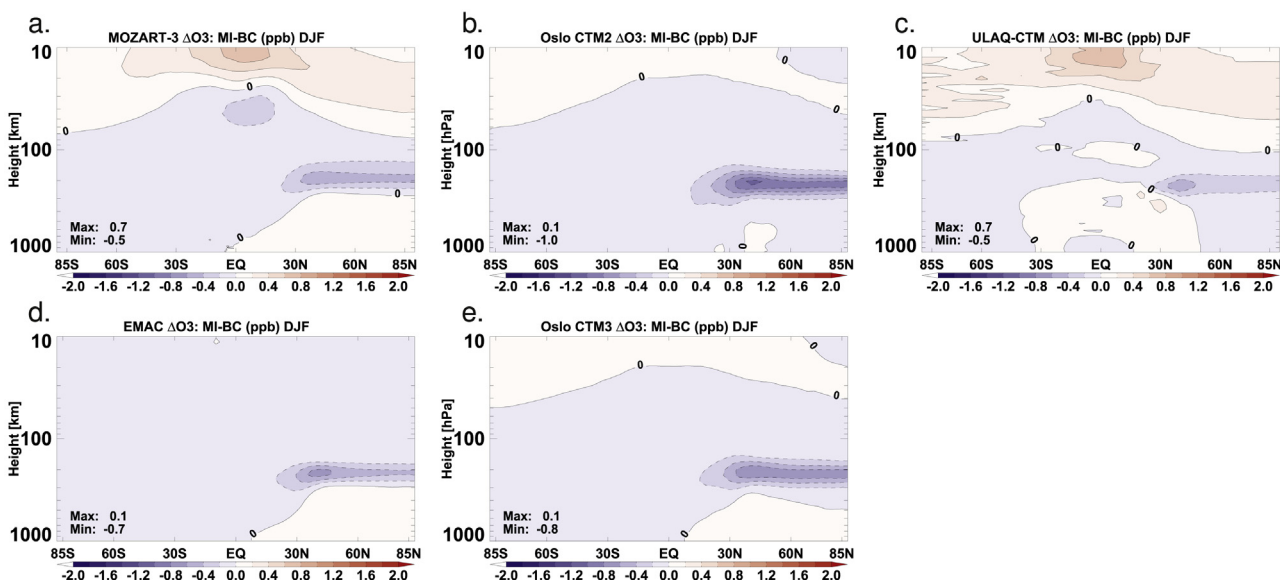 a.
MOZART-3 ΔO3: MI-BC (ppb) DJF
10
100
1000
Height [km]
0
0
0
0
Max: 0.7
Min: -0.5
85S 60S 30S EQ 30N 60N 85N
-2.0 -1.6 -1.2 -0.8 -0.4 0.0 0.4 0.8 1.2 1.6 2.0
b.
Oslo CTM2 ΔO3: MI-BC (ppb) DJF
10
100
1000
Height [hPa]
0
0
0
0
Max: 0.1
Min: -1.0
85S 60S 30S EQ 30N 60N 85N
-2.0 -1.6 -1.2 -0.8 -0.4 0.0 0.4 0.8 1.2 1.6 2.0
c.
ULAQ-CTM ΔO3: MI-BC (ppb) DJF
10
100
1000
Height [km]
0
0
0
0
0
0
0
0
Max: 0.7
Min: -0.5
85S 60S 30S EQ 30N 60N 85N
-2.0 -1.6 -1.2 -0.8 -0.4 0.0 0.4 0.8 1.2 1.6 2.0
d.
EMAC ΔO3: MI-BC (ppb) DJF
10
100
1000
Height [km]
0
Max: 0.1
Min: -0.7
85S 60S 30S EQ 30N 60N 85N
-2.0 -1.6 -1.2 -0.8 -0.4 0.0 0.4 0.8 1.2 1.6 2.0
e.
Oslo CTM3 ΔO3: MI-BC (ppb) DJF
10
100
1000
Height [hPa]
0
0
0
0
Max: 0.1
Min: -0.8
85S 60S 30S EQ 30N 60N 85N
-2.0 -1.6 -1.2 -0.8 -0.4 0.0 0.4 0.8 1.2 1.6 2.0